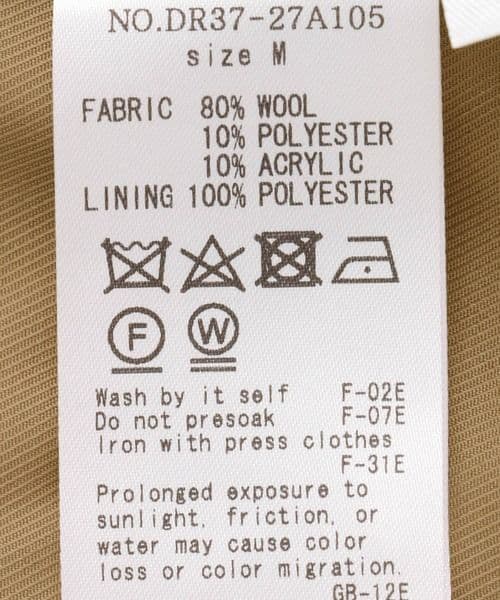 NO.DR37-27A105
size M
FABRIC 80% WOOL
10% POLYESTER
10% ACRYLIC
LINING 100% POLYESTER
F W
Wash by it self F-02E
Do not presoak F-07E
Iron with press clothes
F-31E
Prolonged exposure to
sunlight, friction, or
water may cause color
loss or color migration.
GB-12E